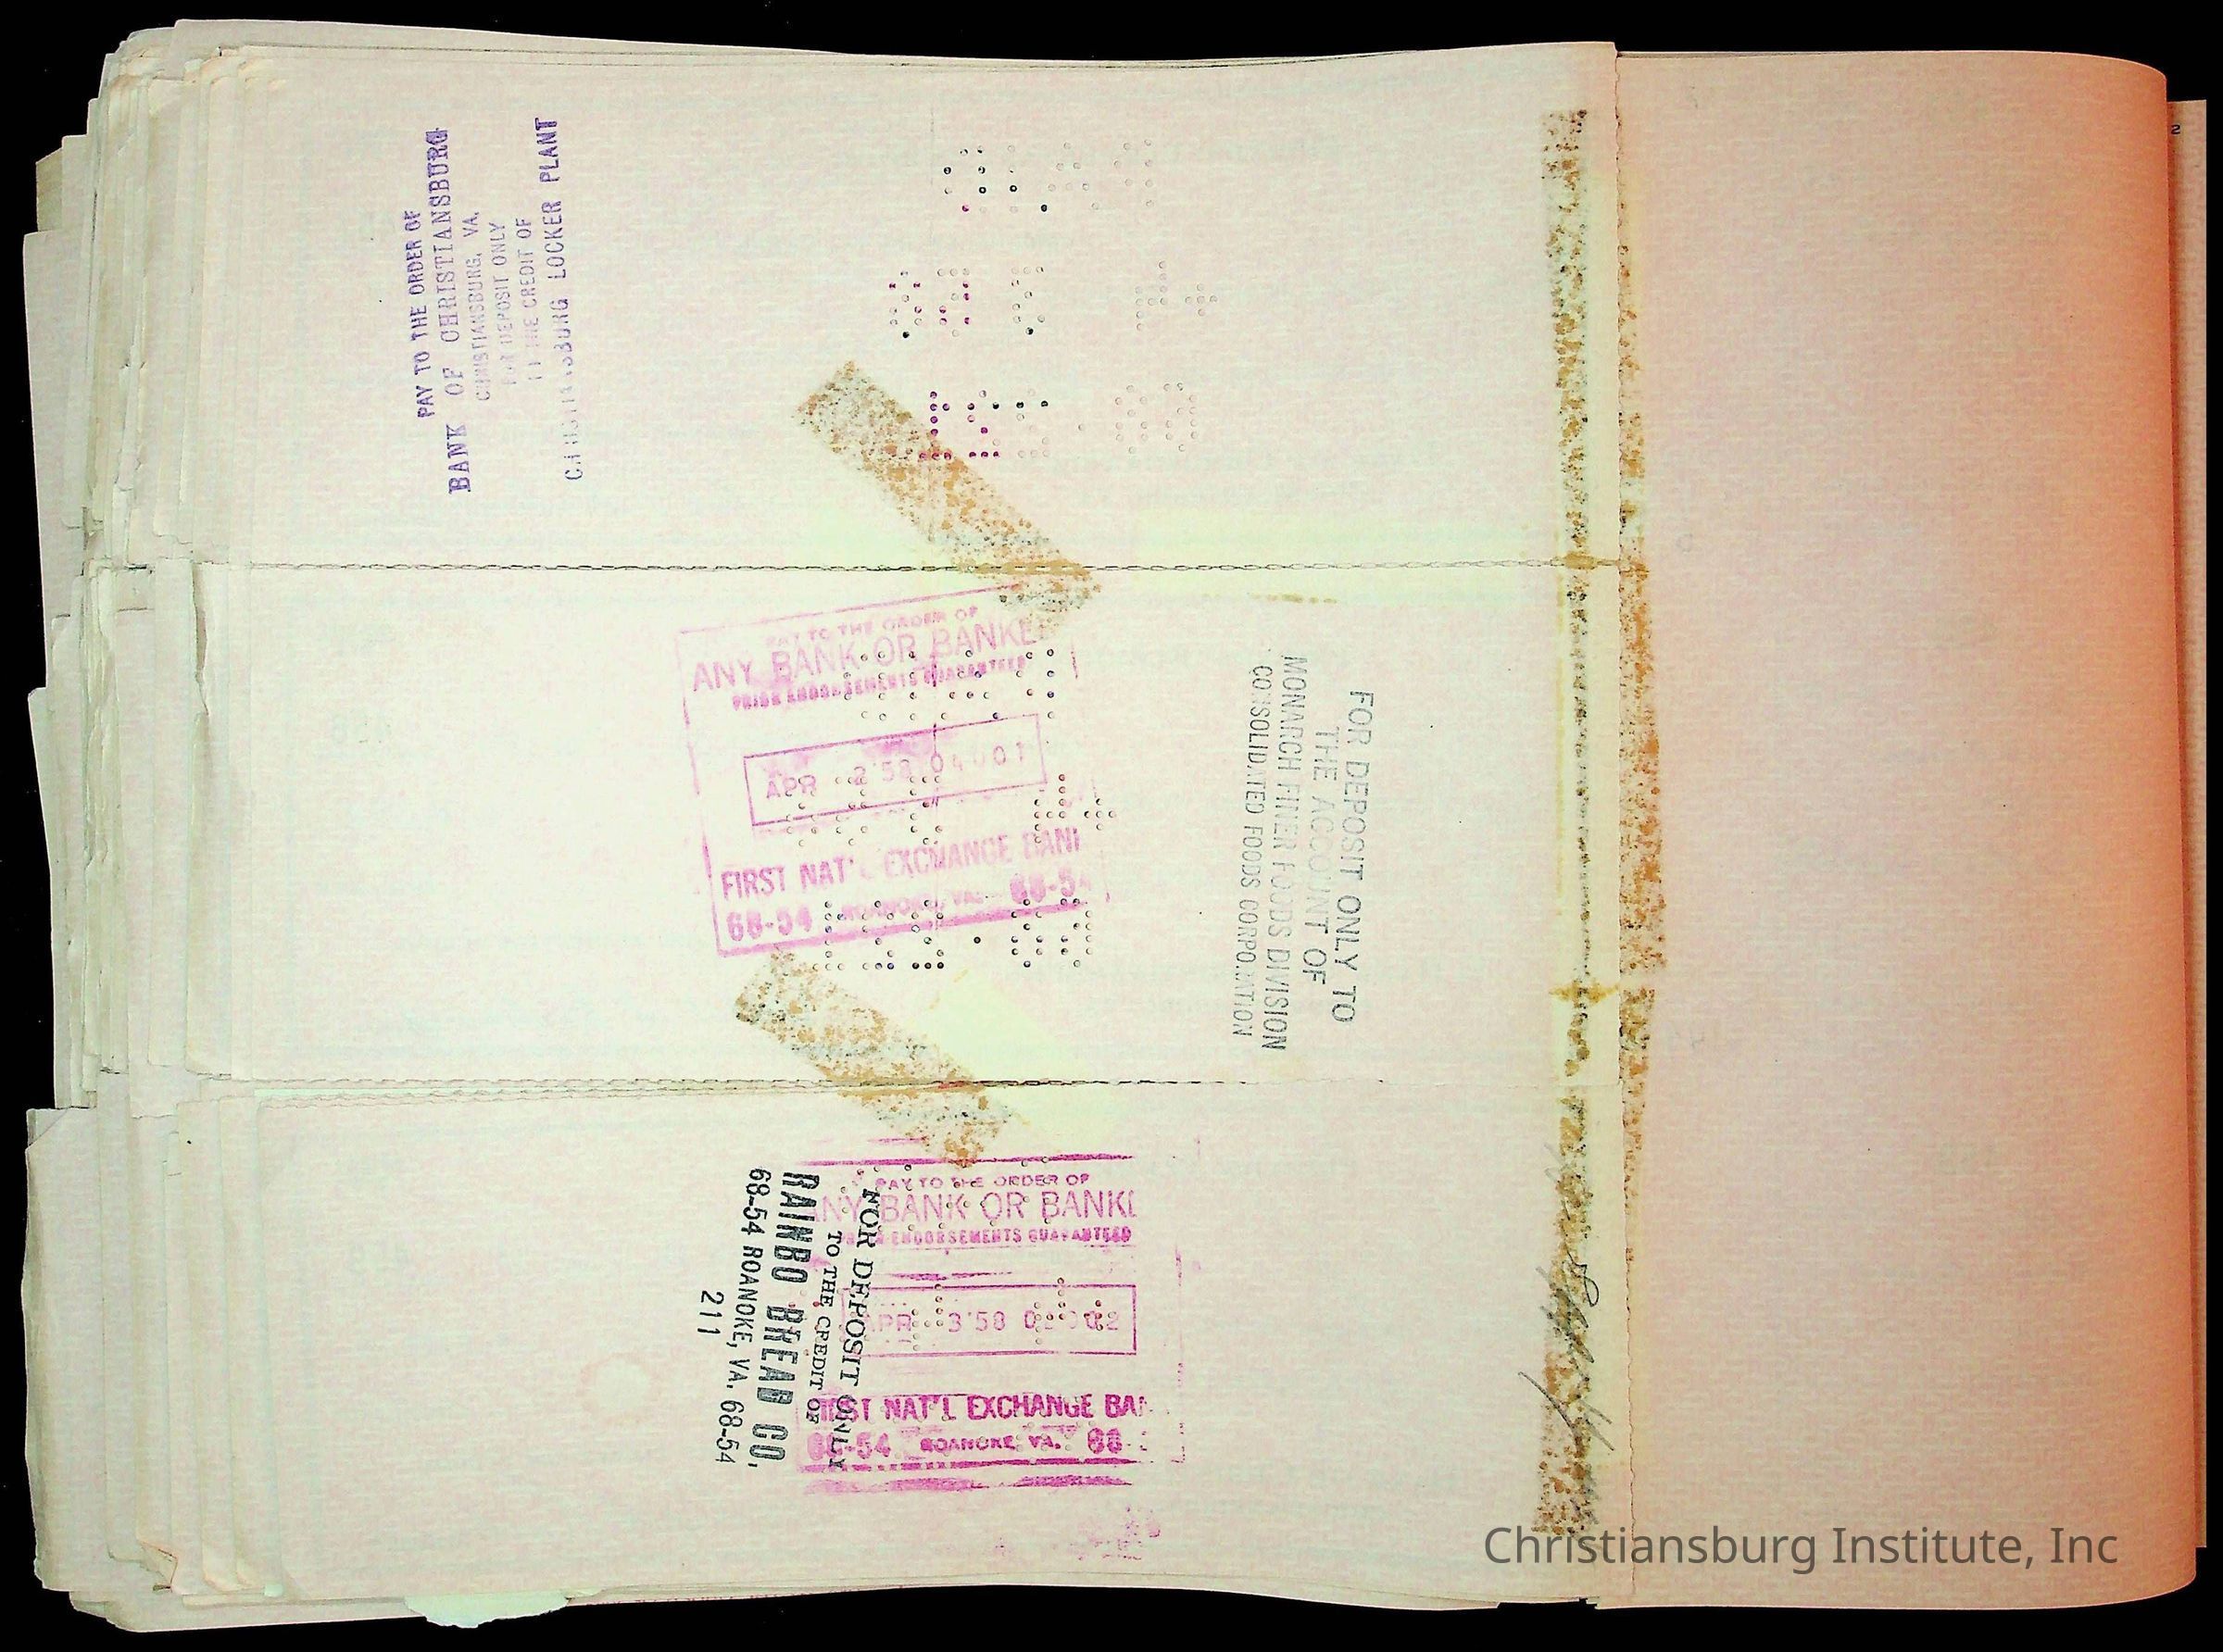 PAY TO THE ORDER OF
BANK OF CHRISTIANSBURG
CHRISTIANSBURG, VA.
FOR DEPOSIT ONLY
TO THE CREDIT OF
CHRISTIANSBURG LOCKER PLANT
PAY TO THE ORDER OF
ANY BANK OR BANKE
PRIOR ENDORSEMENTS GUARANTEED
APR 2'58 04001
FIRST NAT'L EXCHANGE BANK
68-54 ROANOKE, VA. 68-54
FOR DEPOSIT ONLY TO
THE ACCOUNT OF
MONARCH FINER FOODS DIVISION
CONSOLIDATED FOODS CORPORATION
PAY TO THE ORDER OF
ANY BANK OR BANK
ENDORSEMENTS GUARANTEED
APR 3'58
FIRST NAT'L EXCHANGE BAN
68-54 ROANOKE, VA. 68-
FOR DEPOSIT ONLY
TO THE CREDIT OF
RAINBO BREAD CO.
68-54 ROANOKE, VA. 68-54
211
2
Christiansburg Institute, Inc